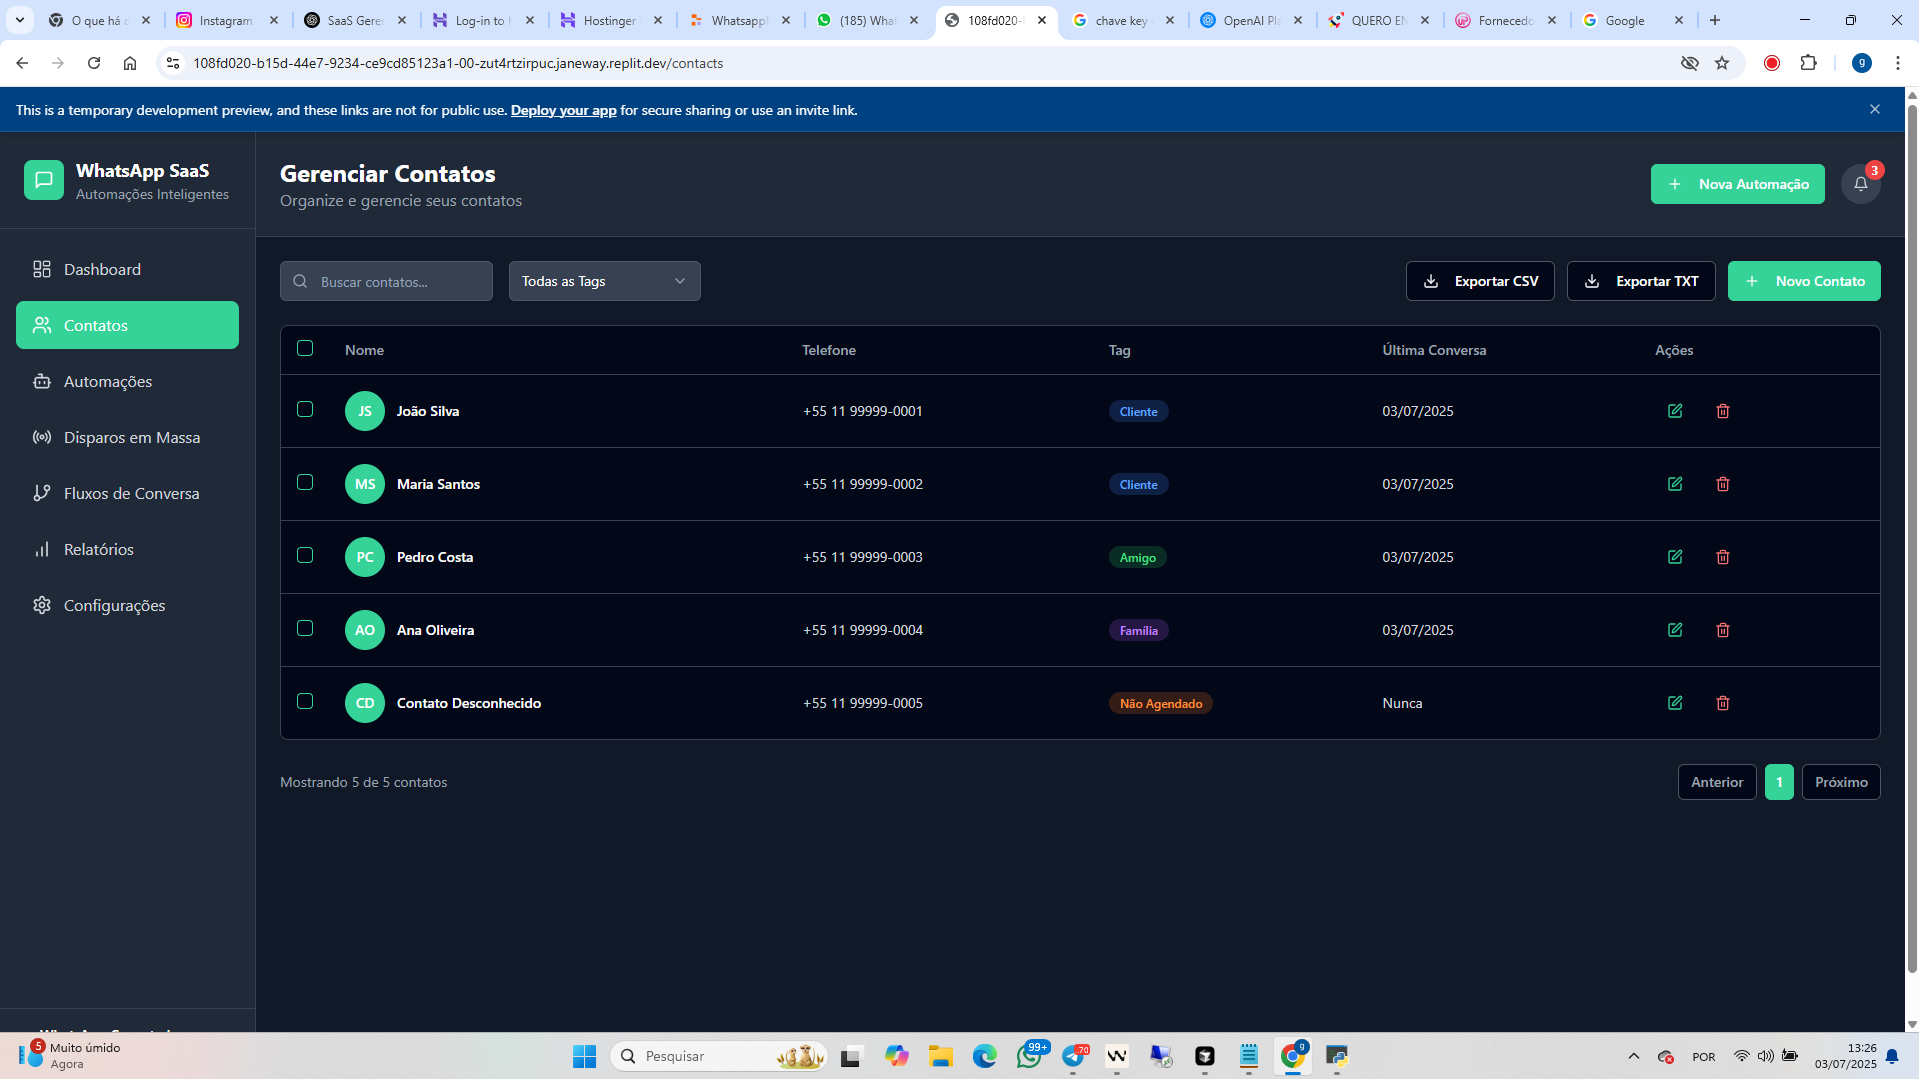 O que há d
Instagram
SaaS Geren
Log-in to H
Hostinger
Whatsapp
(185) What
108fd020-
chave key
OpenAI Pla
QUERO EN
Fornecedo
Google
108fd020-b15d-44e7-9234-ce9cd85123a1-00-zut4rtzirpuc.janeway.replit.dev/contacts
g
This is a temporary development preview, and these links are not for public use. Deploy your app for secure sharing or use an invite link.
WhatsApp SaaS
Automações Inteligentes
Dashboard
Contatos
Automações
Disparos em Massa
Fluxos de Conversa
Relatórios
Configurações
Gerenciar Contatos
Organize e gerencie seus contatos
Nova Automação
3
Buscar contatos...
Todas as Tags
Exportar CSV
Exportar TXT
Novo Contato
Nome Telefone Tag Última Conversa Ações
JS João Silva +55 11 99999-0001 Cliente 03/07/2025
MS Maria Santos +55 11 99999-0002 Cliente 03/07/2025
PC Pedro Costa +55 11 99999-0003 Amigo 03/07/2025
AO Ana Oliveira +55 11 99999-0004 Família 03/07/2025
CD Contato Desconhecido +55 11 99999-0005 Não Agendado Nunca
Mostrando 5 de 5 contatos
Anterior
1
Próximo
5
Muito úmido
Agora
Pesquisar
99+
70
g
POR
13:26
03/07/2025